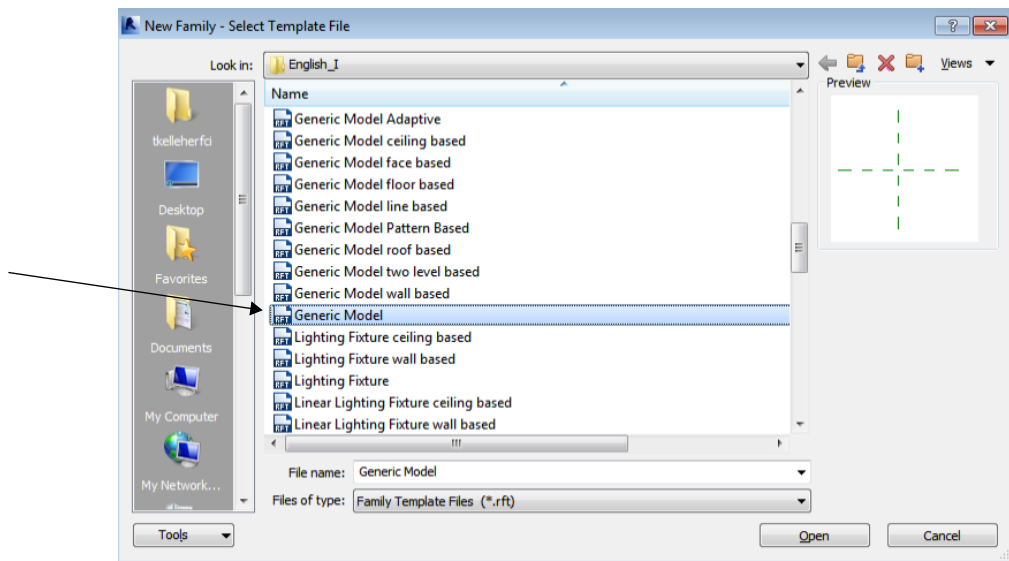 New Family - Select Template File
Look in: English_I Views
Name
Preview
Generic Model Adaptive
Generic Model ceiling based
Generic Model face based
Generic Model floor based
Generic Model line based
Generic Model Pattern Based
Generic Model roof based
Generic Model two level based
Generic Model wall based
Generic Model
Lighting Fixture ceiling based
Lighting Fixture wall based
Lighting Fixture
Linear Lighting Fixture ceiling based
Linear Lighting Fixture wall based
tkelleherfci
Desktop
Favorites
Documents
My Computer
My Network...
File name: Generic Model
Files of type: Family Template Files (*.rft)
Tools Open Cancel